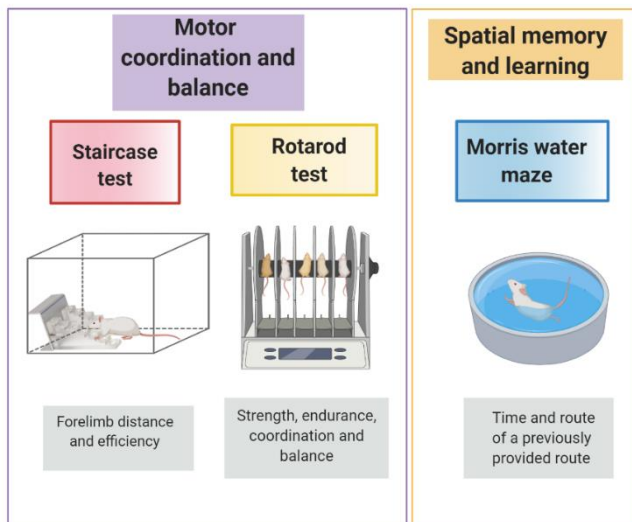 Motor
coordination and
balance
Spatial memory
and learning
Staircase
test
Rotarod
test
Morris water
maze
Forelimb distance
and efficiency
Strength, endurance,
coordination and
balance
Time and route
of a previously
provided route